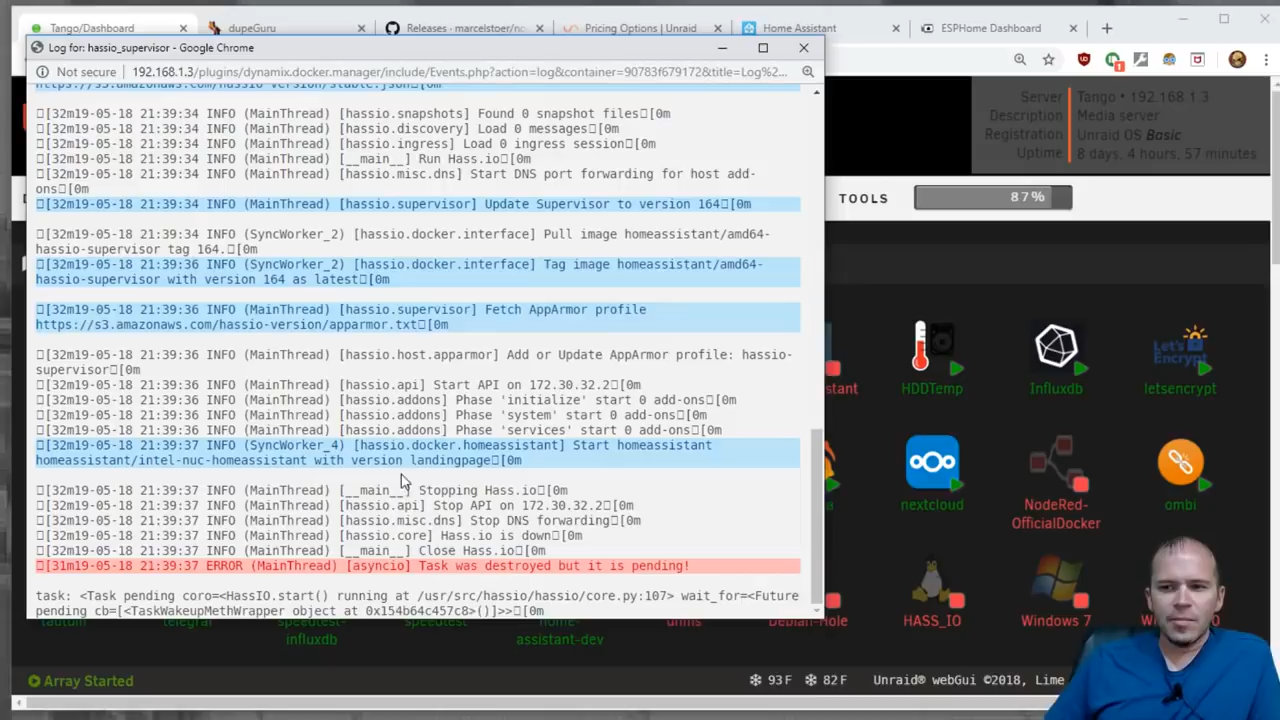 Tango/Dashboard
dupeGuru
Releases - marcelstoer/no
Pricing Options | Unraid
Home Assistant
ESPHome Dashboard
Log for: hassio_supervisor - Google Chrome
Not secure 192.168.1.3/plugins/dynamix.docker.manager/include/Events.php?action=log&container=90783f679172&title=Log%2...
https://s3.amazonaws.com/hassio-version/stable.json[0m
[32m19-05-18 21:39:34 INFO (MainThread) [hassio.snapshots] Found 0 snapshot files[0m
[32m19-05-18 21:39:34 INFO (MainThread) [hassio.discovery] Load 0 messages[0m
[32m19-05-18 21:39:34 INFO (MainThread) [hassio.ingress] Load 0 ingress session[0m
[32m19-05-18 21:39:34 INFO (MainThread) [__main__] Run Hass.io[0m
[32m19-05-18 21:39:34 INFO (MainThread) [hassio.misc.dns] Start DNS port forwarding for host add-
ons[0m
[32m19-05-18 21:39:34 INFO (MainThread) [hassio.supervisor] Update Supervisor to version 164[0m
[32m19-05-18 21:39:34 INFO (SyncWorker_2) [hassio.docker.interface] Pull image homeassistant/amd64-
hassio-supervisor tag 164.[0m
[32m19-05-18 21:39:36 INFO (SyncWorker_2) [hassio.docker.interface] Tag image homeassistant/amd64-
hassio-supervisor with version 164 as latest[0m
[32m19-05-18 21:39:36 INFO (MainThread) [hassio.supervisor] Fetch AppArmor profile
https://s3.amazonaws.com/hassio-version/apparmor.txt[0m
[32m19-05-18 21:39:36 INFO (MainThread) [hassio.host.apparmor] Add or Update AppArmor profile: hassio-
supervisor[0m
[32m19-05-18 21:39:36 INFO (MainThread) [hassio.api] Start API on 172.30.32.2[0m
[32m19-05-18 21:39:36 INFO (MainThread) [hassio.addons] Phase 'initialize' start 0 add-ons[0m
[32m19-05-18 21:39:36 INFO (MainThread) [hassio.addons] Phase 'system' start 0 add-ons[0m
[32m19-05-18 21:39:36 INFO (MainThread) [hassio.addons] Phase 'services' start 0 add-ons[0m
[32m19-05-18 21:39:37 INFO (SyncWorker_4) [hassio.docker.homeassistant] Start homeassistant
homeassistant/intel-nuc-homeassistant with version landingpage[0m
[32m19-05-18 21:39:37 INFO (MainThread) [__main__] Stopping Hass.io[0m
[32m19-05-18 21:39:37 INFO (MainThread) [hassio.api] Stop API on 172.30.32.2[0m
[32m19-05-18 21:39:37 INFO (MainThread) [hassio.misc.dns] Stop DNS forwarding[0m
[32m19-05-18 21:39:37 INFO (MainThread) [hassio.core] Hass.io is down[0m
[32m19-05-18 21:39:37 INFO (MainThread) [__main__] Close Hass.io[0m
[31m19-05-18 21:39:37 ERROR (MainThread) [asyncio] Task was destroyed but it is pending!
task: <Task pending coro=<HassIO.start() running at /usr/src/hassio/hassio/core.py:107> wait_for=<Future
pending cb=[<TaskWakeupMethWrapper object at 0x154b64c457c8>()]>>[0m
Server Tango • 192.168.1.3
Description Media server
Registration Unraid OS Basic
Uptime 8 days, 4 hours, 57 minutes
TOOLS 87%
HDDTemp
Influxdb
Let's Encrypt
letsencrypt
nextcloud
NodeRed-
OfficialDocker
ombi
HASS_IO
Windows 7
speedtest-
influxdb
speedtest
home-
assistant-dev
Array Started
93 F 82 F Unraid® webGui ©2018, Lime